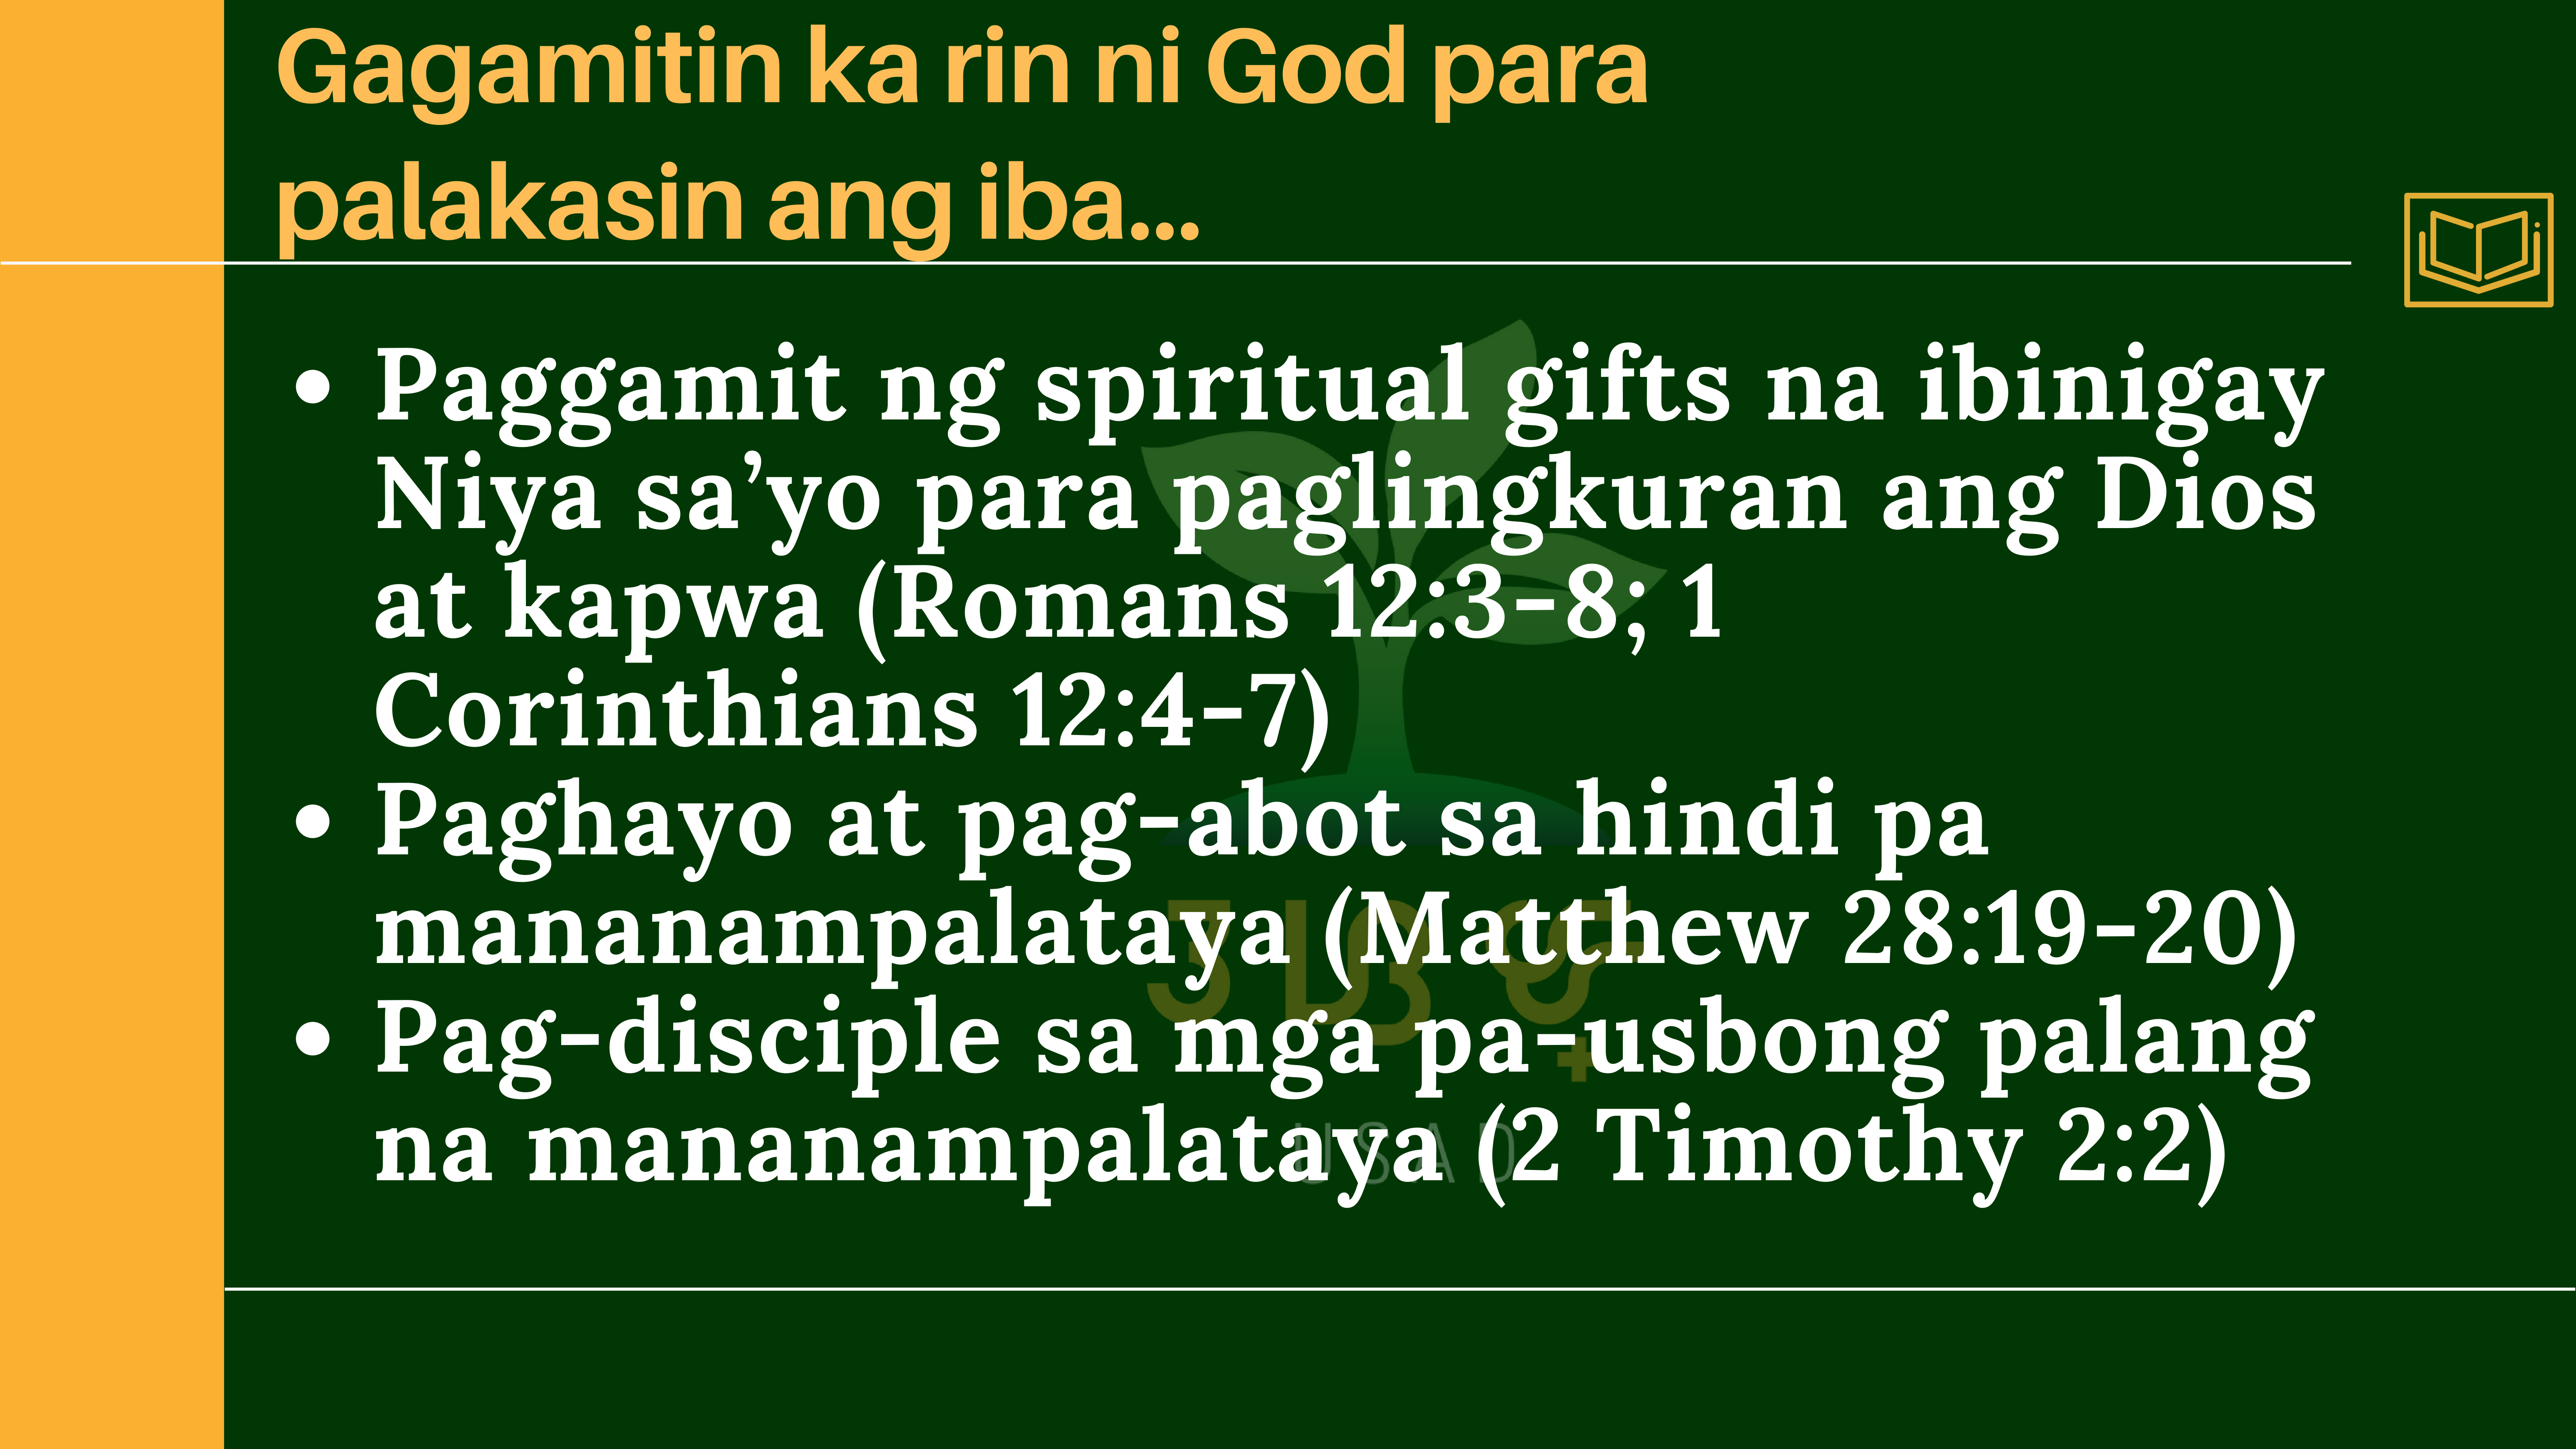 Gagamitin ka rin ni God para
palakasin ang iba...
• Paggamit ng spiritual gifts na ibinigay
Niya sa’yo para paglingkuran ang Dios
at kapwa (Romans 12:3-8; 1
Corinthians 12:4-7)
• Paghayo at pag-abot sa hindi pa
mananampalataya (Matthew 28:19-20)
• Pag-disciple sa mga pa-usbong palang
na mananampalataya (2 Timothy 2:2)
USAD